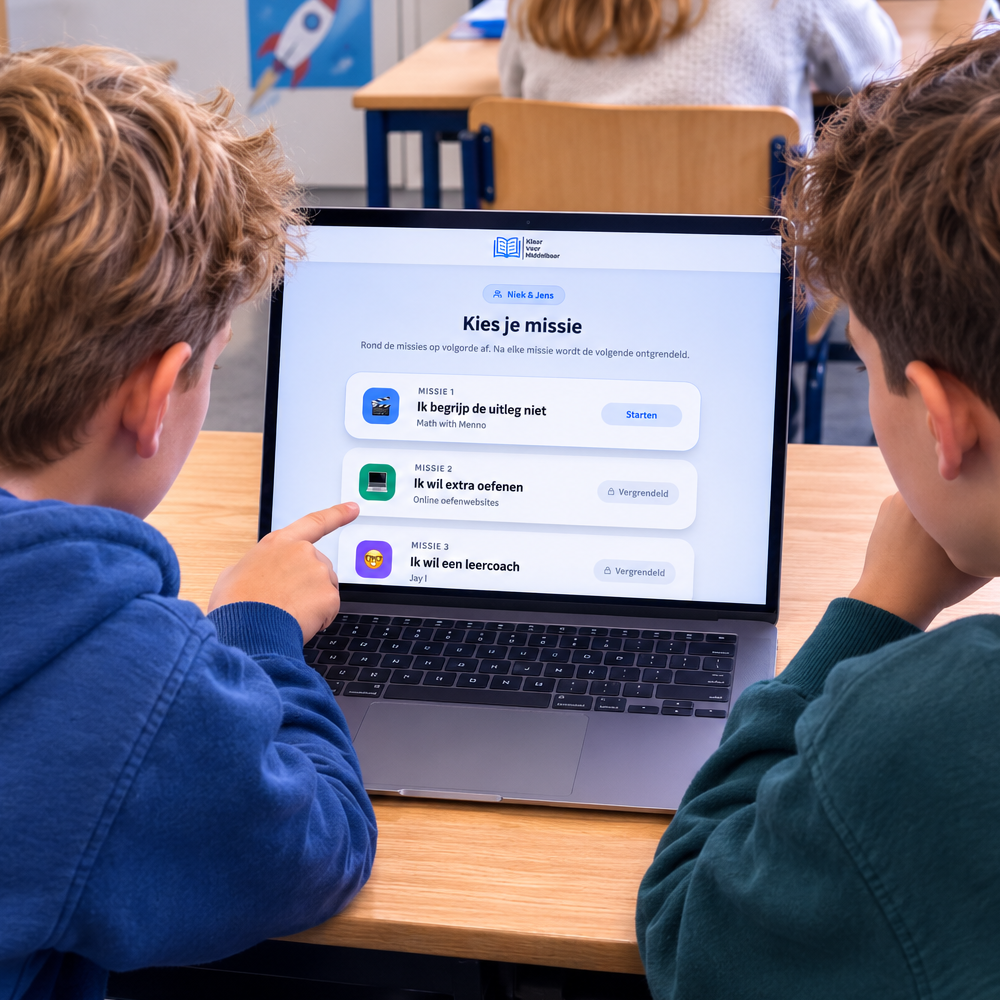 Klaar
voor
Middelbaar
Niek & Jens
Kies je missie
Rond de missies op volgorde af. Na elke missie wordt de volgende ontgrendeld.
MISSIE 1
Ik begrijp de uitleg niet
Math with Menno
Starten
MISSIE 2
Ik wil extra oefenen
Online oefenwebsites
Vergrendeld
MISSIE 3
Ik wil een leercoach
Jay l
Vergrendeld